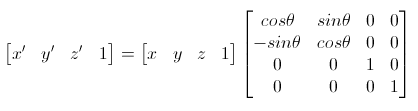 [x′ y′ z′ 1] = [x y z 1] [cosθ sinθ 0 0
−sinθ cosθ 0 0
0 0 1 0
0 0 0 1]